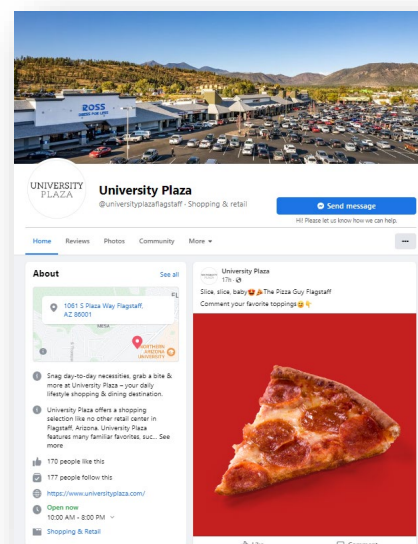 ROSS
DRESS FOR LESS
UNIVERSITY
PLAZA
University Plaza
@universityplazaflagstaff · Shopping & retail
Send message
Hi! Please let us know how we can help.
Home Reviews Photos Community More
About See all
1061 S Plaza Way Flagstaff,
AZ 86001
MESA
NORTHERN
ARIZONA
UNIVERSITY
Snag day-to-day necessities, grab a bite &
more at University Plaza – your daily
lifestyle shopping & dining destination.
University Plaza offers a shopping
selection like no other retail center in
Flagstaff, Arizona. University Plaza
features many familiar favorites, suc... See
more
170 people like this
177 people follow this
https://www.universityplaza.com/
Open now
10:00 AM - 8:00 PM
Shopping & Retail
University Plaza
17h ·
Slice, slice, baby😍🍕The Pizza Guy Flagstaff
Comment your favorite toppings😋👇
Like Comment